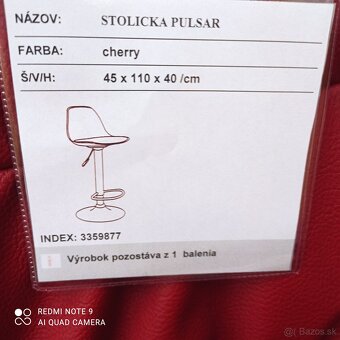 NÁZOV: STOLICKA PULSAR
FARBA: cherry
Š/V/H: 45 x 110 x 40 /cm
INDEX: 3359877
Výrobok pozostáva z 1 balenia
REDMI NOTE 9
AI QUAD CAMERA
Bazos.sk